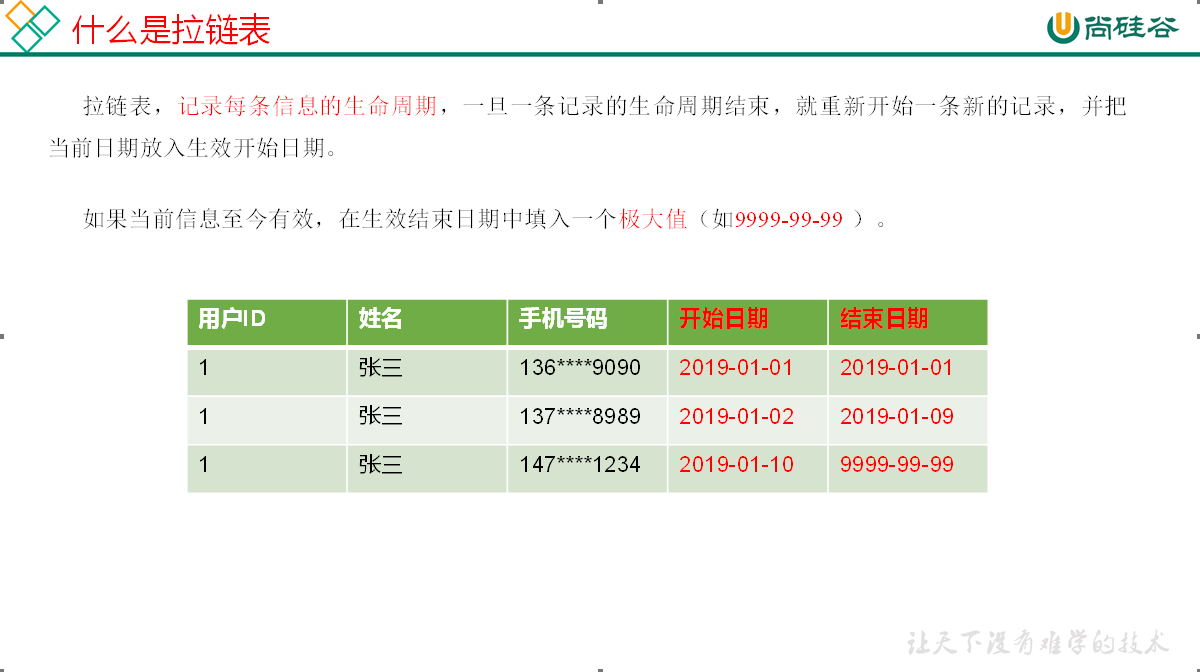 什么是拉链表
尚硅谷
拉链表，记录每条信息的生命周期，一旦一条记录的生命周期结束，就重新开始一条新的记录，并把
当前日期放入生效开始日期。
如果当前信息至今有效，在生效结束日期中填入一个极大值（如9999-99-99 ）。
用户ID 姓名 手机号码 开始日期 结束日期
1 张三 136****9090 2019-01-01 2019-01-01
1 张三 137****8989 2019-01-02 2019-01-09
1 张三 147****1234 2019-01-10 9999-99-99
让天下没有难学的技术